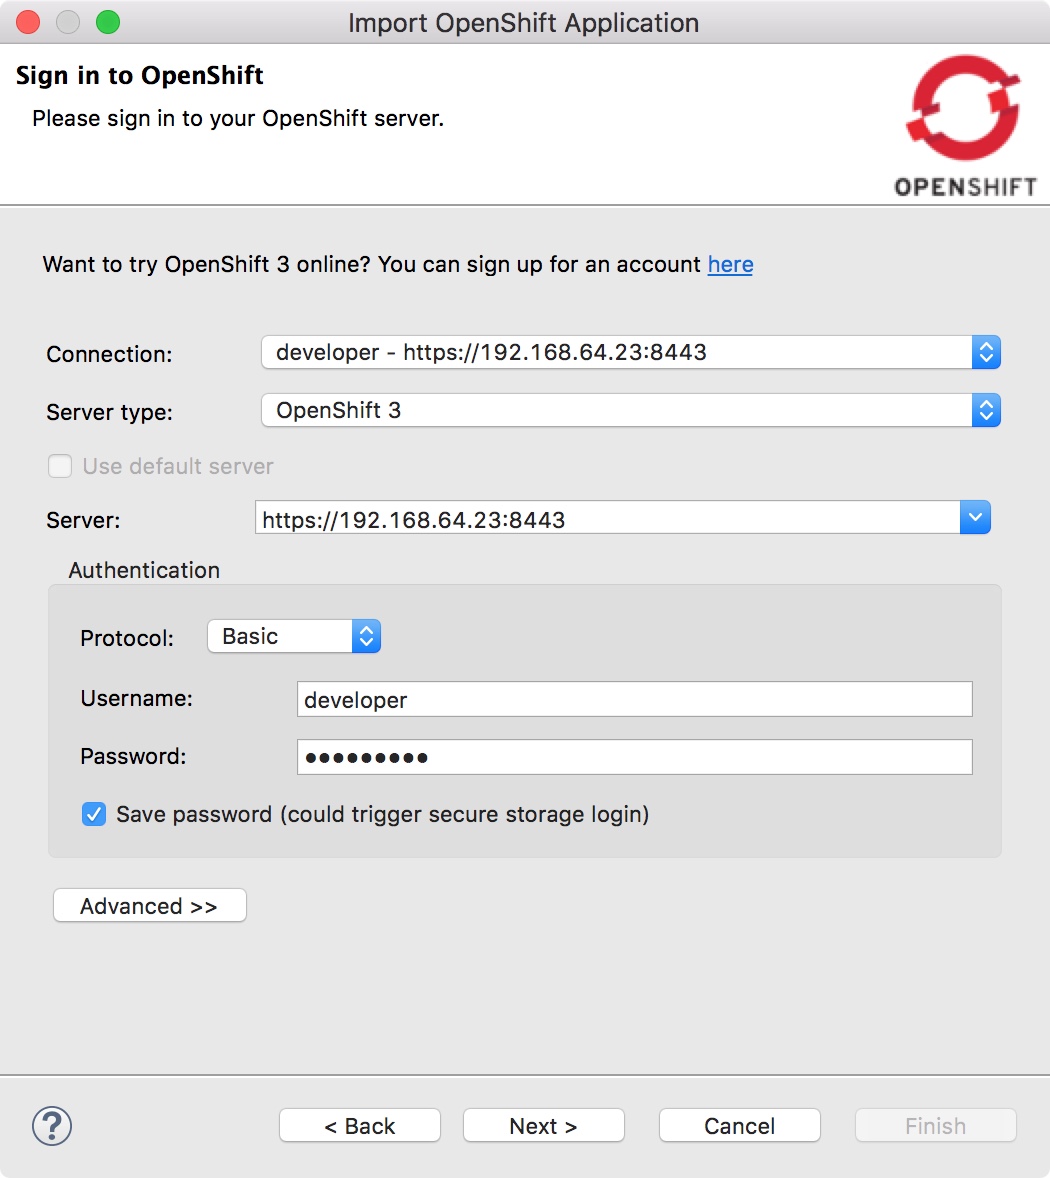 Import OpenShift Application
Sign in to OpenShift
Please sign in to your OpenShift server.
OPENSHIFT
Want to try OpenShift 3 online? You can sign up for an account here
Connection: developer - https://192.168.64.23:8443
Server type: OpenShift 3
Use default server
Server: https://192.168.64.23:8443
Authentication
Protocol: Basic
Username: developer
Password: ●●●●●●●●●
Save password (could trigger secure storage login)
Advanced >>
? < Back Next > Cancel Finish